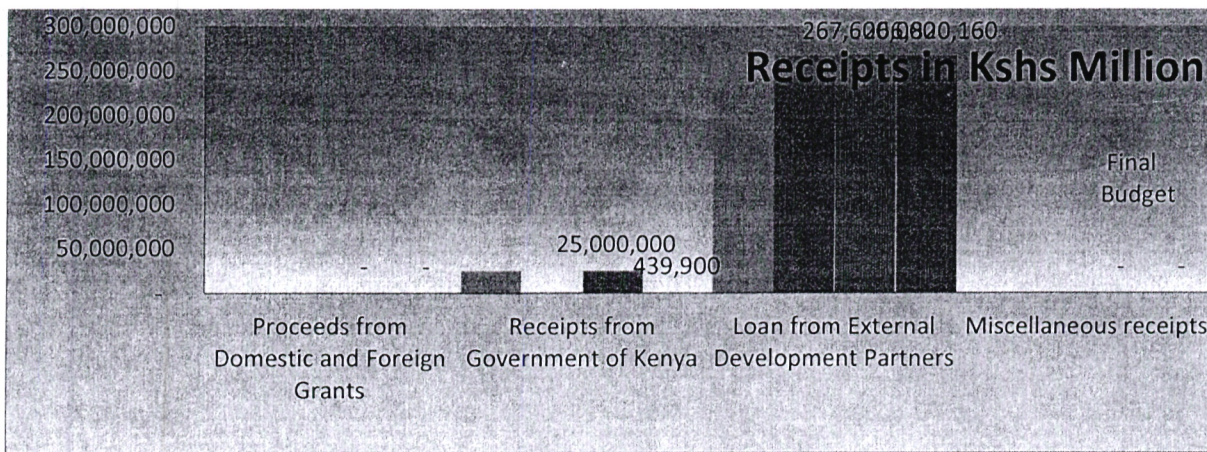 300,000,000
250,000,000
200,000,000
150,000,000
100,000,000
50,000,000
-
Receipts in Kshs Million
Final
Budget
- -
25,000,000
439,900
- -
Proceeds from
Domestic and Foreign
Grants
Receipts from
Government of Kenya
Loan from External
Development Partners
Miscellaneous receipts